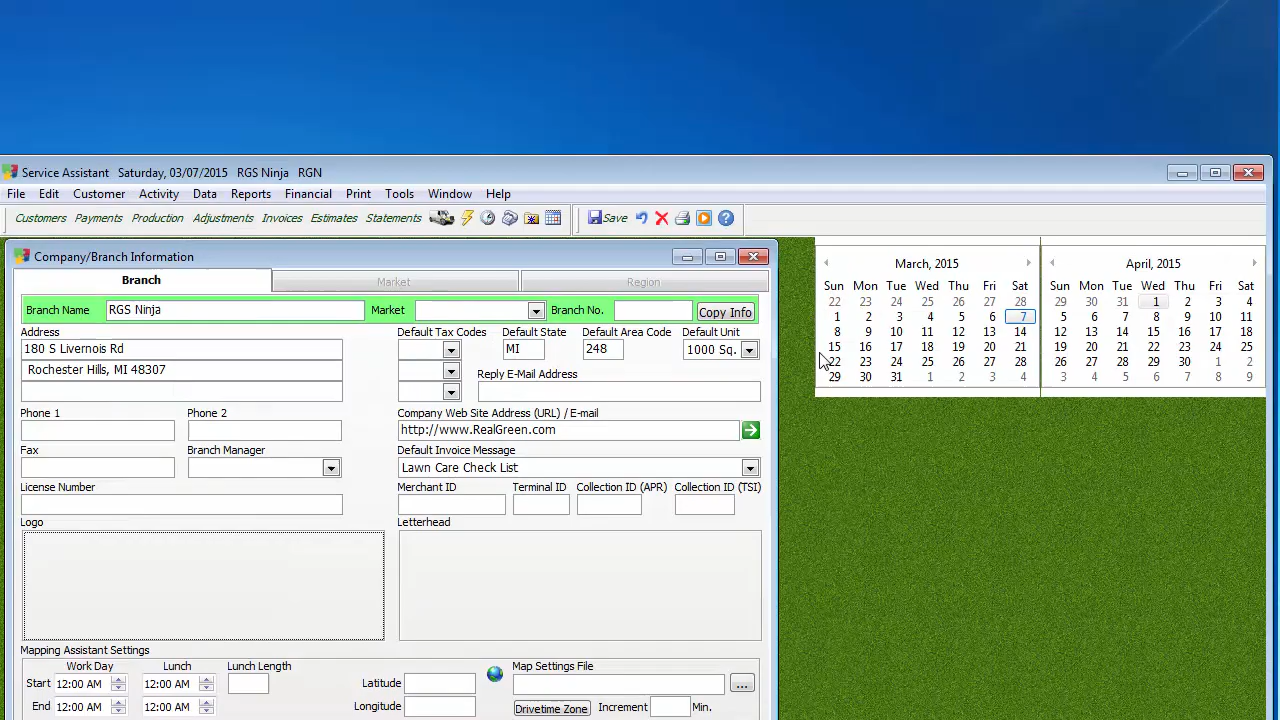 Service Assistant Saturday, 03/07/2015 RGS Ninja RGN
File Edit Customer Activity Data Reports Financial Print Tools Window Help
Customers Payments Production Adjustments Invoices Estimates Statements Save
Company/Branch Information
Branch Market Region
Branch Name RGS Ninja Market Branch No. Copy Info
Address Default Tax Codes Default State Default Area Code Default Unit
180 S Livernois Rd MI 248 1000 Sq.
Rochester Hills, MI 48307 Reply E-Mail Address
Phone 1 Phone 2 Company Web Site Address (URL) / E-mail
http://www.RealGreen.com
Fax Branch Manager Default Invoice Message
Lawn Care Check List
License Number Merchant ID Terminal ID Collection ID (APR) Collection ID (TSI)
Logo Letterhead
Mapping Assistant Settings
Work Day Lunch Lunch Length Map Settings File
Start 12:00 AM 12:00 AM Latitude ...
End 12:00 AM 12:00 AM Longitude Drivetime Zone Increment Min.
March, 2015
Sun Mon Tue Wed Thu Fri Sat
22 23 24 25 26 27 28
1 2 3 4 5 6 7
8 9 10 11 12 13 14
15 16 17 18 19 20 21
22 23 24 25 26 27 28
29 30 31 1 2 3 4
April, 2015
Sun Mon Tue Wed Thu Fri Sat
29 30 31 1 2 3 4
5 6 7 8 9 10 11
12 13 14 15 16 17 18
19 20 21 22 23 24 25
26 27 28 29 30 1 2
3 4 5 6 7 8 9